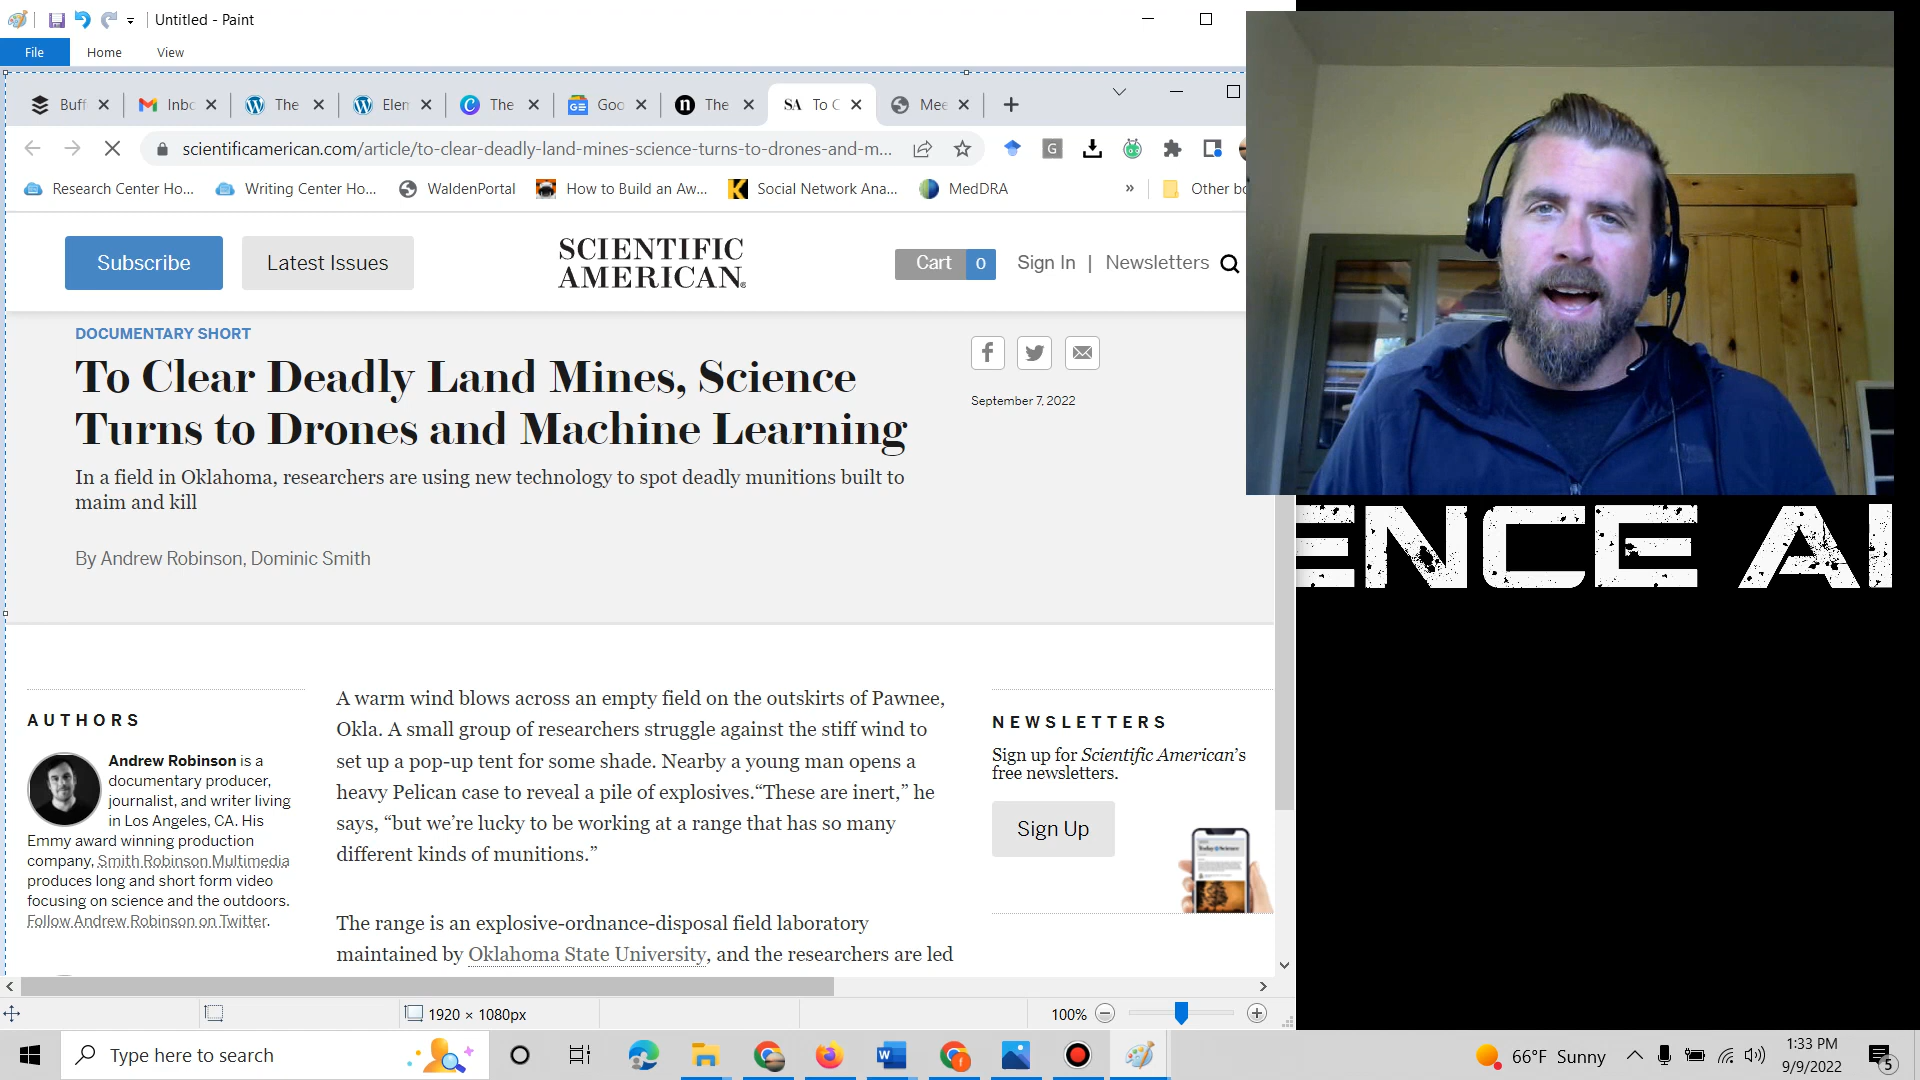 Untitled - Paint
File
Home
View
Buff
Inbc
The
Elem
The
Goo
The
To C
Mee
scientificamerican.com/article/to-clear-deadly-land-mines-science-turns-to-drones-and-m...
G
Research Center Ho...
Writing Center Ho...
WaldenPortal
How to Build an Aw...
Social Network Ana...
MedDRA
»
Other bo
Subscribe
Latest Issues
SCIENTIFIC
AMERICAN®
Cart 0
Sign In | Newsletters
DOCUMENTARY SHORT
To Clear Deadly Land Mines, Science
Turns to Drones and Machine Learning
In a field in Oklahoma, researchers are using new technology to spot deadly munitions built to
maim and kill
By Andrew Robinson, Dominic Smith
September 7, 2022
ENCE AI
AUTHORS
Andrew Robinson is a
documentary producer,
journalist, and writer living
in Los Angeles, CA. His
Emmy award winning production
company, Smith Robinson Multimedia
produces long and short form video
focusing on science and the outdoors.
Follow Andrew Robinson on Twitter.
A warm wind blows across an empty field on the outskirts of Pawnee,
Okla. A small group of researchers struggle against the stiff wind to
set up a pop-up tent for some shade. Nearby a young man opens a
heavy Pelican case to reveal a pile of explosives.“These are inert,” he
says, “but we’re lucky to be working at a range that has so many
different kinds of munitions.”
The range is an explosive-ordnance-disposal field laboratory
maintained by Oklahoma State University, and the researchers are led
NEWSLETTERS
Sign up for Scientific American’s
free newsletters.
Sign Up
1920 × 1080px
100%
Type here to search
66°F Sunny
1:33 PM
9/9/2022
5